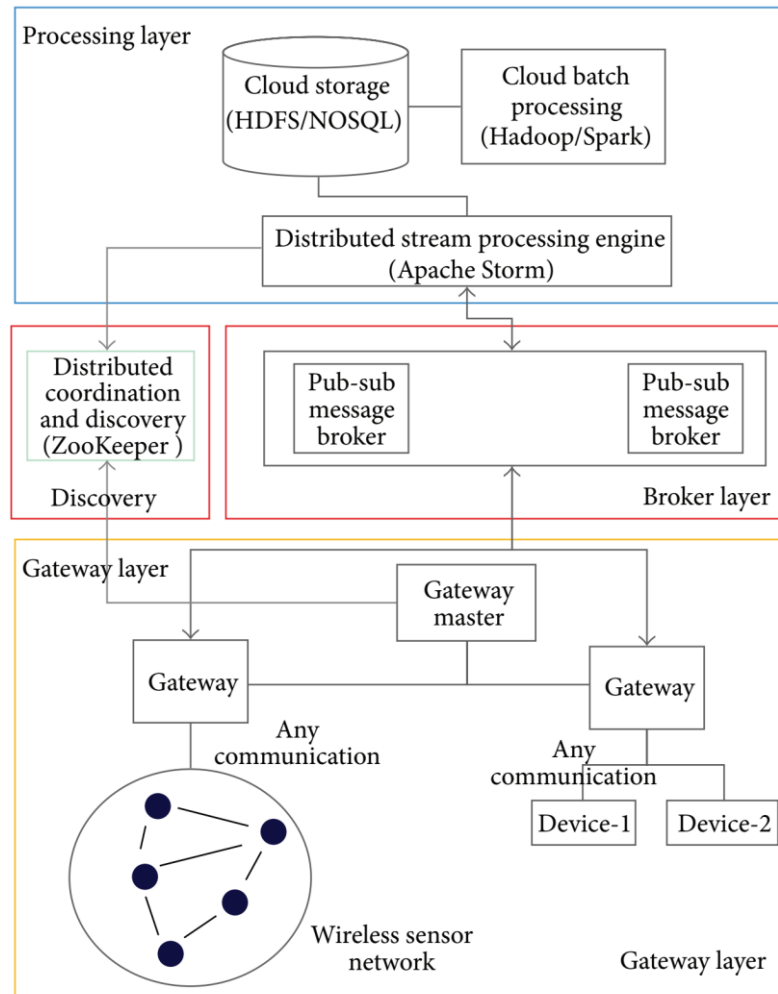 Processing layer
Cloud storage
(HDFS/NOSQL)
Cloud batch
processing
(Hadoop/Spark)
Distributed stream processing engine
(Apache Storm)
Distributed
coordination
and discovery
(ZooKeeper )
Discovery
Pub-sub
message
broker
Pub-sub
message
broker
Broker layer
Gateway layer
Gateway
master
Gateway
Gateway
Any
communication
Any
communication
Device-1
Device-2
Wireless sensor
network
Gateway layer